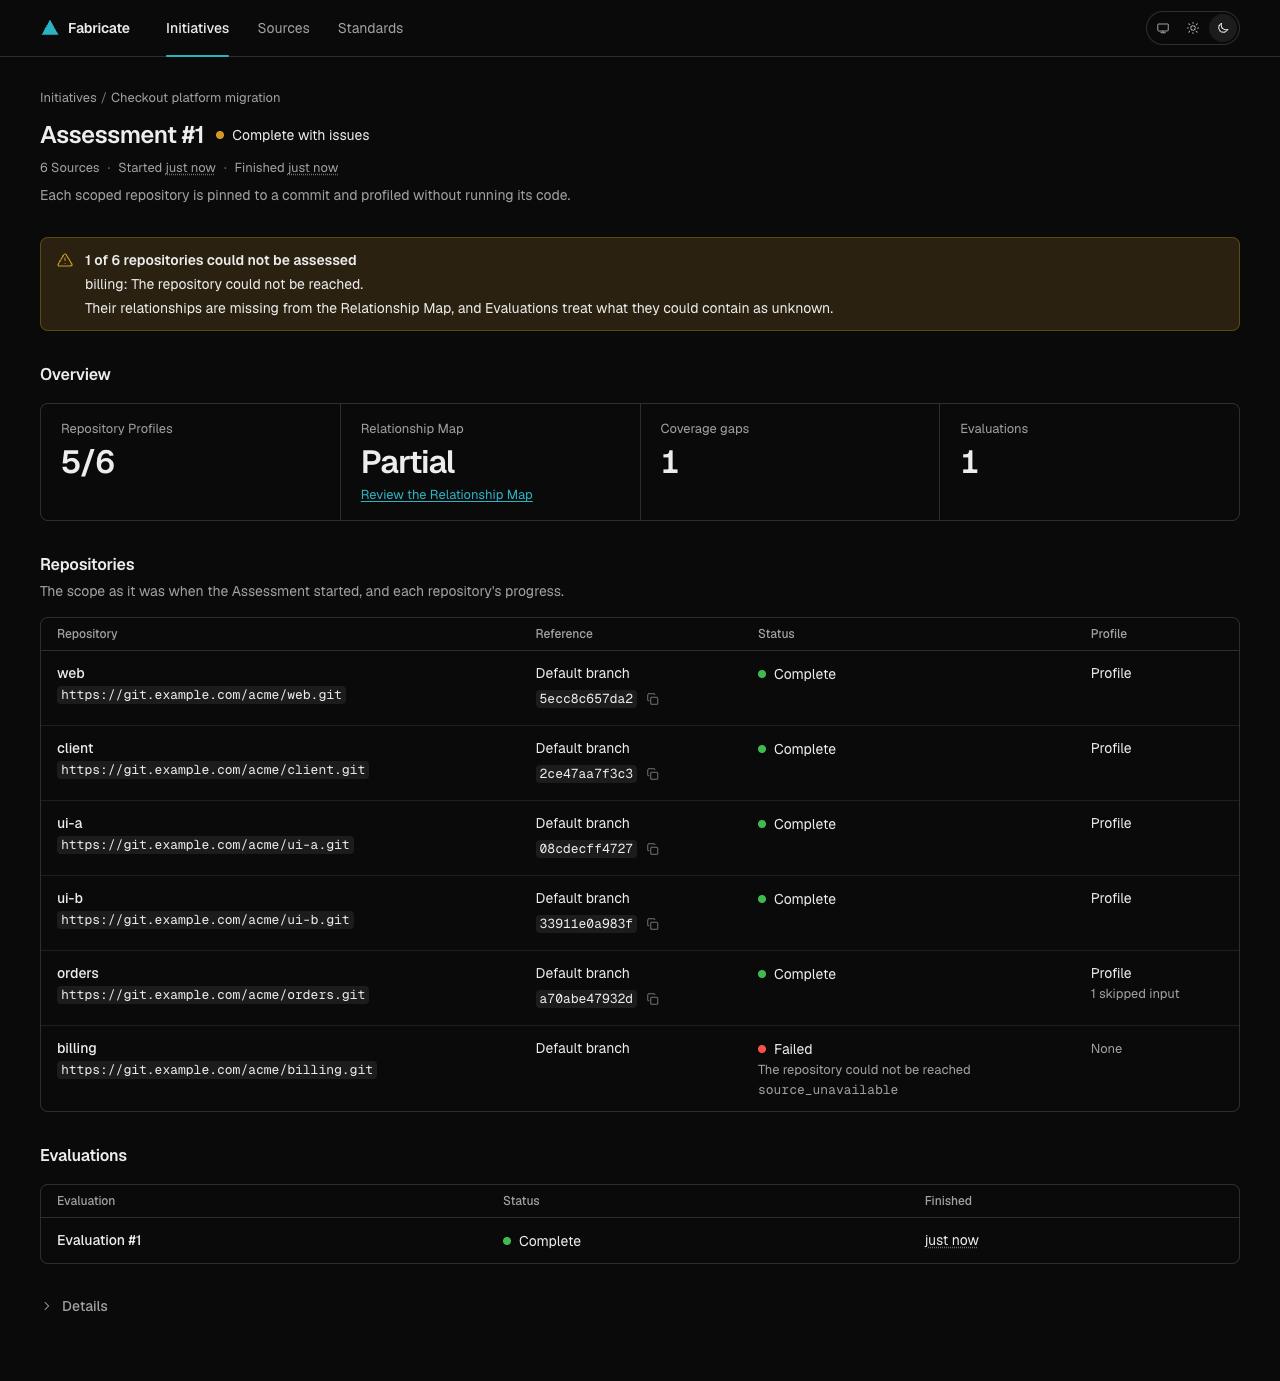 Fabricate
Initiatives
Sources
Standards
Initiatives / Checkout platform migration
Assessment #1
Complete with issues
6 Sources · Started just now · Finished just now
Each scoped repository is pinned to a commit and profiled without running its code.
1 of 6 repositories could not be assessed
billing: The repository could not be reached.
Their relationships are missing from the Relationship Map, and Evaluations treat what they could contain as unknown.
Overview
Repository Profiles
5/6
Relationship Map
Partial
Review the Relationship Map
Coverage gaps
1
Evaluations
1
Repositories
The scope as it was when the Assessment started, and each repository's progress.
Repository Reference Status Profile
web Default branch Complete Profile
https://git.example.com/acme/web.git 5ecc8c657da2
client Default branch Complete Profile
https://git.example.com/acme/client.git 2ce47aa7f3c3
ui-a Default branch Complete Profile
https://git.example.com/acme/ui-a.git 08cdecff4727
ui-b Default branch Complete Profile
https://git.example.com/acme/ui-b.git 33911e0a983f
orders Default branch Complete Profile
https://git.example.com/acme/orders.git a70abe47932d 1 skipped input
billing Default branch Failed None
https://git.example.com/acme/billing.git The repository could not be reached
source_unavailable
Evaluations
Evaluation Status Finished
Evaluation #1 Complete just now
Details